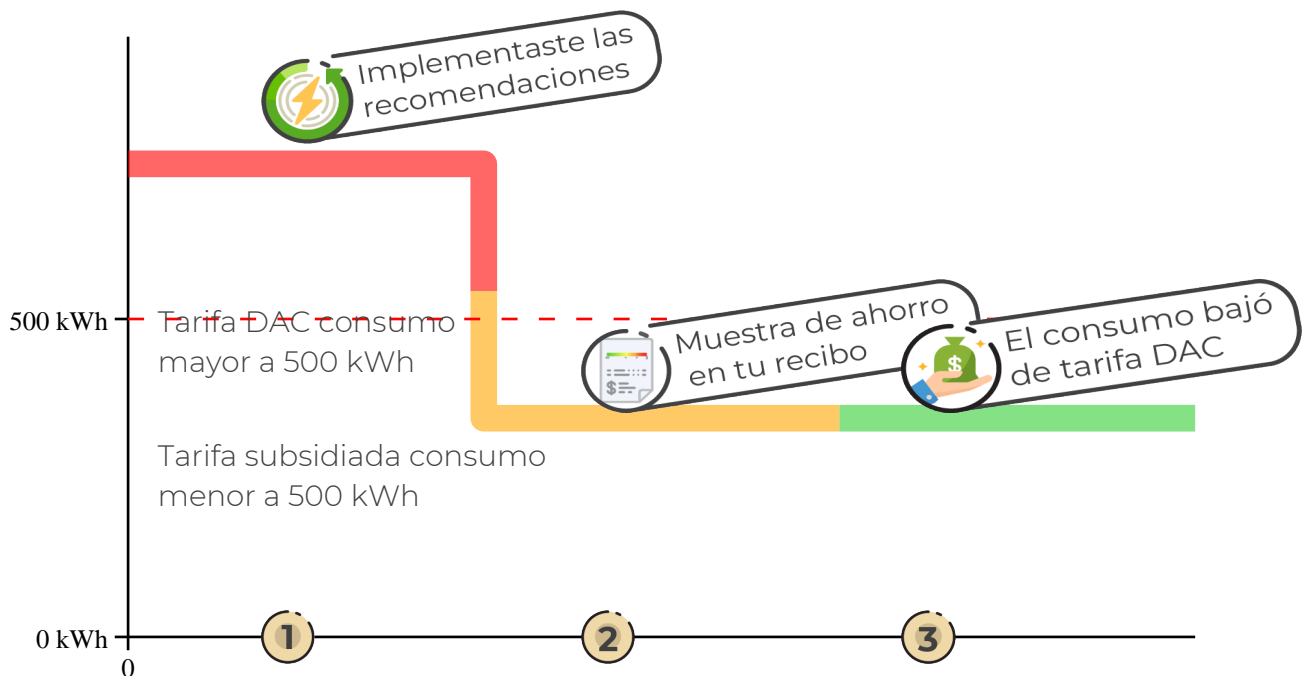 Implementaste las
recomendaciones
500 kWh
Tarifa DAC consumo
mayor a 500 kWh
Muestra de ahorro
en tu recibo
El consumo bajó
de tarifa DAC
$
$
Tarifa subsidiada consumo
menor a 500 kWh
0 kWh
1
2
3
0